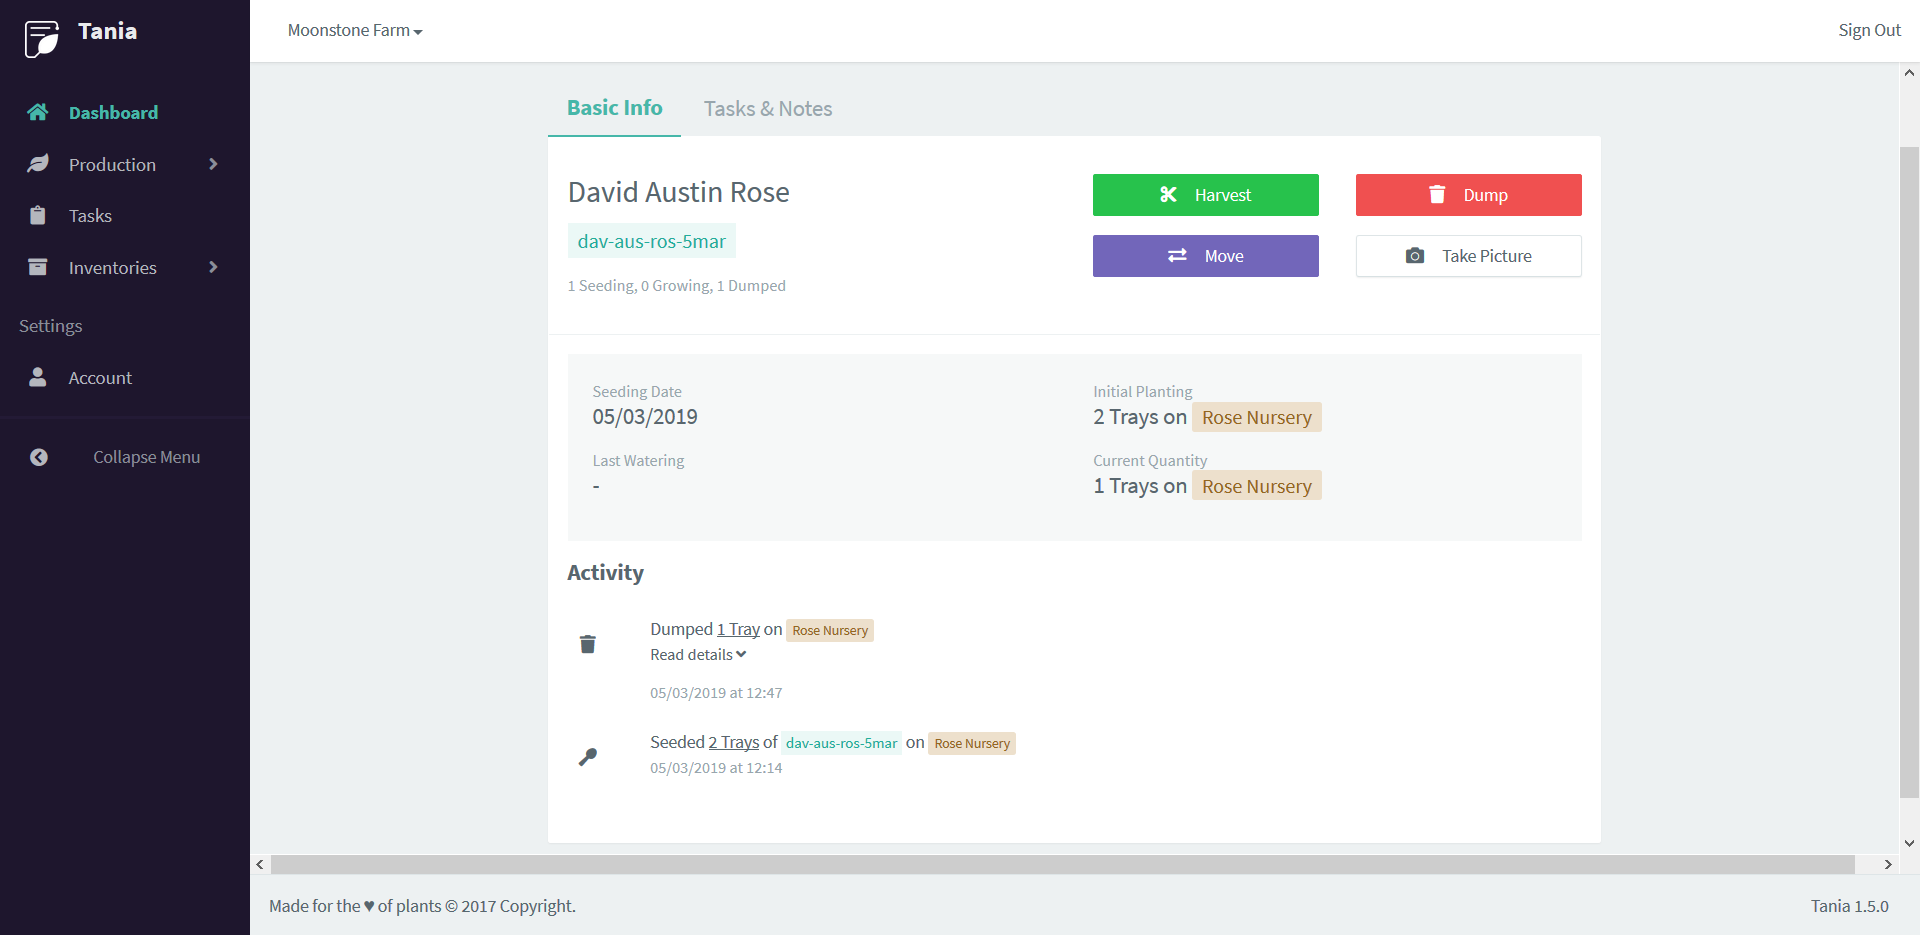 Tania
Moonstone Farm
Sign Out
Dashboard
Production
Tasks
Inventories
Settings
Account
Collapse Menu
Basic Info
Tasks & Notes
David Austin Rose
dav-aus-ros-5mar
1 Seeding, 0 Growing, 1 Dumped
Harvest
Dump
Move
Take Picture
Seeding Date
05/03/2019
Initial Planting
2 Trays on Rose Nursery
Last Watering
-
Current Quantity
1 Trays on Rose Nursery
Activity
Dumped 1 Tray on Rose Nursery
Read details
05/03/2019 at 12:47
Seeded 2 Trays of dav-aus-ros-5mar on Rose Nursery
05/03/2019 at 12:14
Made for the ♥ of plants © 2017 Copyright.
Tania 1.5.0